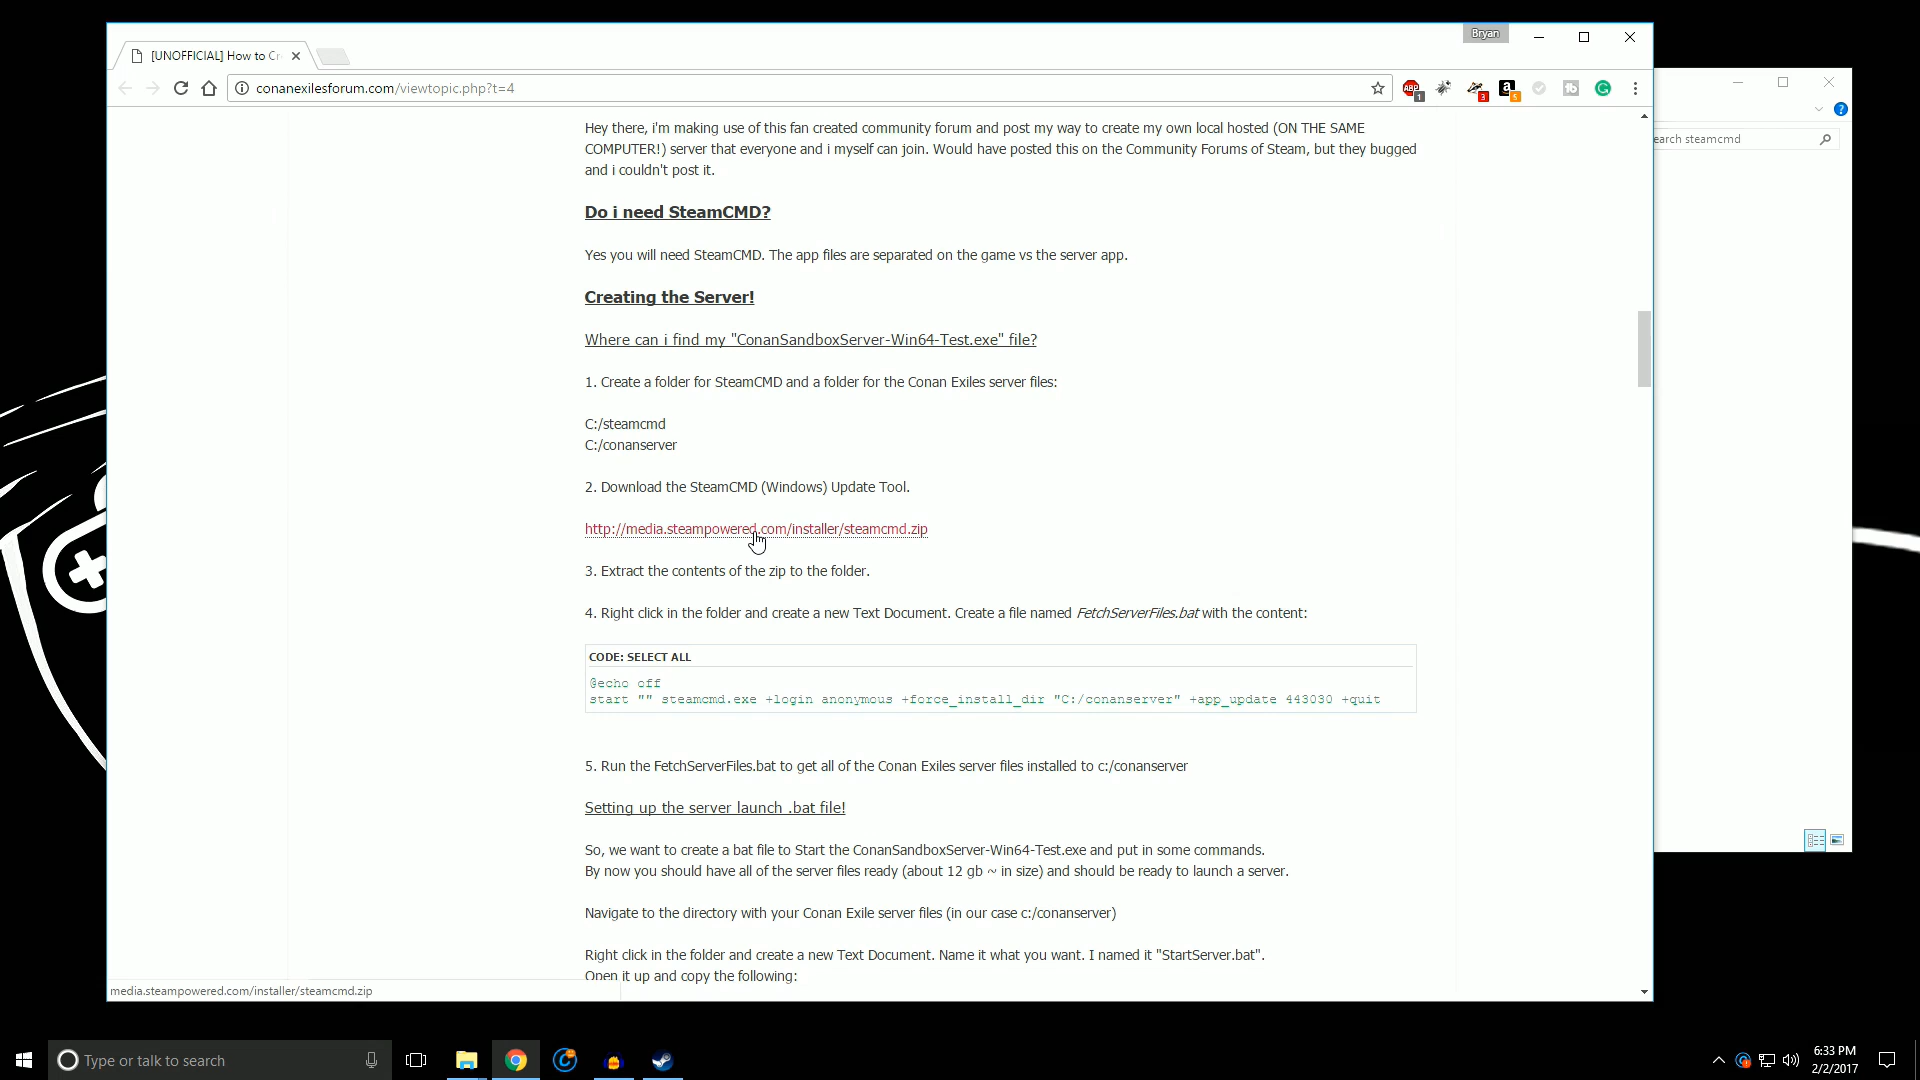 Bryan
[UNOFFICIAL] How to Cr
conanexilesforum.com/viewtopic.php?t=4
ABP
1
3
a
5
earch steamcmd
Hey there, i'm making use of this fan created community forum and post my way to create my own local hosted (ON THE SAME
COMPUTER!) server that everyone and i myself can join. Would have posted this on the Community Forums of Steam, but they bugged
and i couldn't post it.
Do i need SteamCMD?
Yes you will need SteamCMD. The app files are separated on the game vs the server app.
Creating the Server!
Where can i find my "ConanSandboxServer-Win64-Test.exe" file?
1. Create a folder for SteamCMD and a folder for the Conan Exiles server files:
C:/steamcmd
C:/conanserver
2. Download the SteamCMD (Windows) Update Tool.
http://media.steampowered.com/installer/steamcmd.zip
3. Extract the contents of the zip to the folder.
4. Right click in the folder and create a new Text Document. Create a file named FetchServerFiles.bat with the content:
CODE: SELECT ALL
@echo off
start "" steamcmd.exe +login anonymous +force_install_dir "C:/conanserver" +app_update 443030 +quit
5. Run the FetchServerFiles.bat to get all of the Conan Exiles server files installed to c:/conanserver
Setting up the server launch .bat file!
So, we want to create a bat file to Start the ConanSandboxServer-Win64-Test.exe and put in some commands.
By now you should have all of the server files ready (about 12 gb ~ in size) and should be ready to launch a server.
Navigate to the directory with your Conan Exile server files (in our case c:/conanserver)
Right click in the folder and create a new Text Document. Name it what you want. I named it "StartServer.bat".
Open it up and copy the following:
media.steampowered.com/installer/steamcmd.zip
Type or talk to search
6:33 PM
2/2/2017